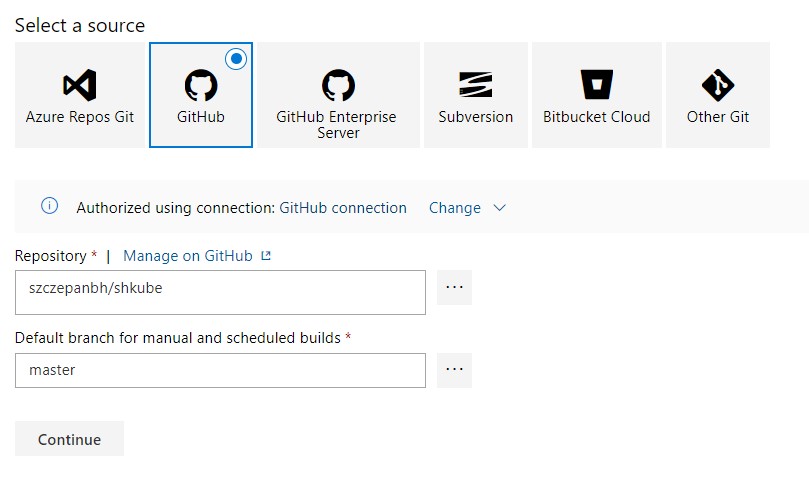 Select a source
Azure Repos Git
GitHub
GitHub Enterprise
Server
Subversion
Bitbucket Cloud
Other Git
Authorized using connection: GitHub connection Change
Repository * | Manage on GitHub
szczepanbh/shkube
...
Default branch for manual and scheduled builds *
master
...
Continue